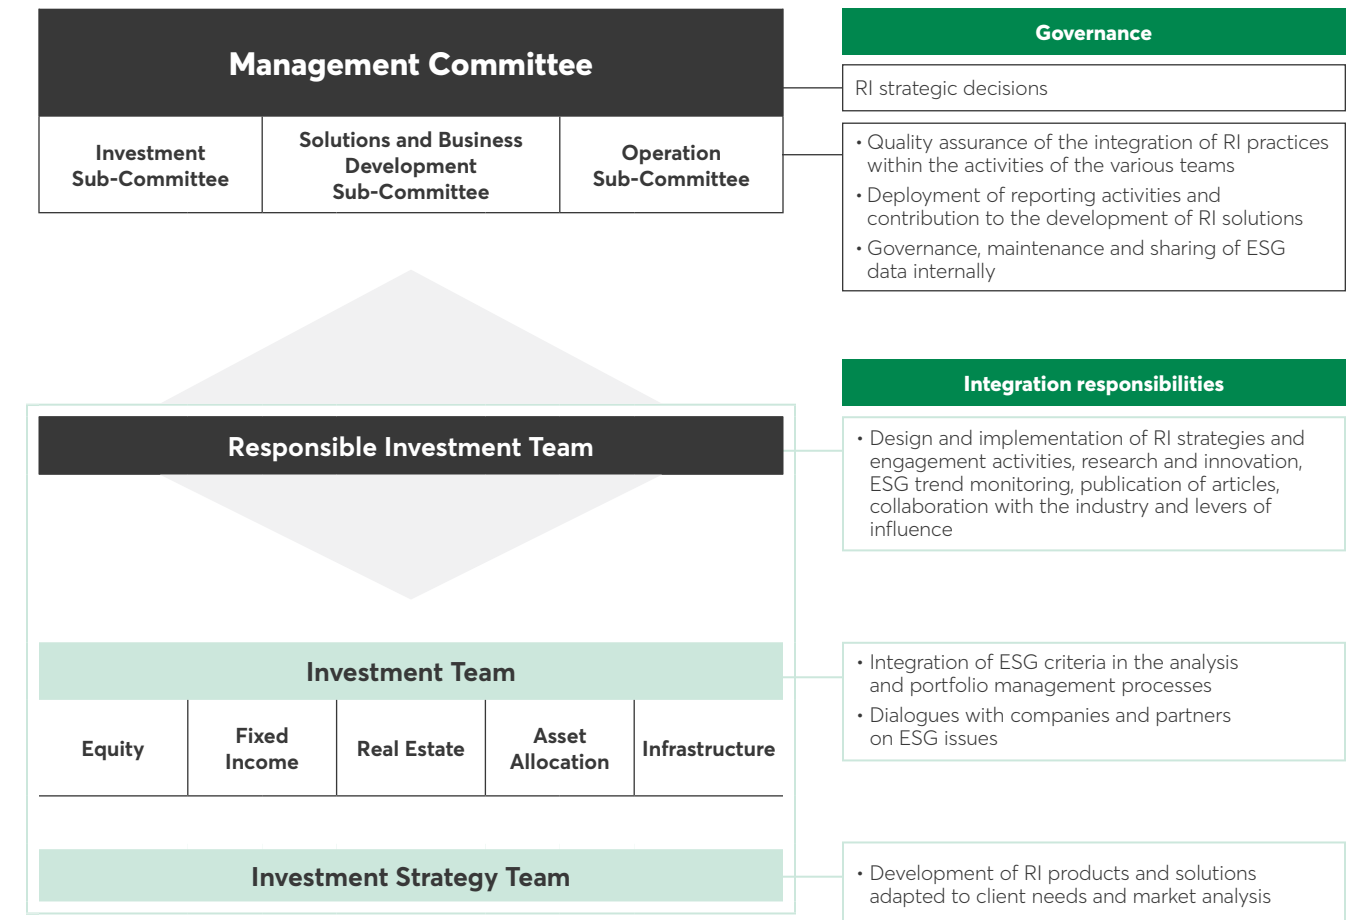 Management Committee
Investment
Sub-Committee
Solutions and Business
Development
Sub-Committee
Operation
Sub-Committee
Governance
RI strategic decisions
• Quality assurance of the integration of RI practices
within the activities of the various teams
• Deployment of reporting activities and
contribution to the development of RI solutions
• Governance, maintenance and sharing of ESG
data internally
Responsible Investment Team
Integration responsibilities
• Design and implementation of RI strategies and
engagement activities, research and innovation,
ESG trend monitoring, publication of articles,
collaboration with the industry and levers of
influence
Investment Team
Equity
Fixed
Income
Real Estate
Asset
Allocation
Infrastructure
• Integration of ESG criteria in the analysis
and portfolio management processes
• Dialogues with companies and partners
on ESG issues
Investment Strategy Team
• Development of RI products and solutions
adapted to client needs and market analysis